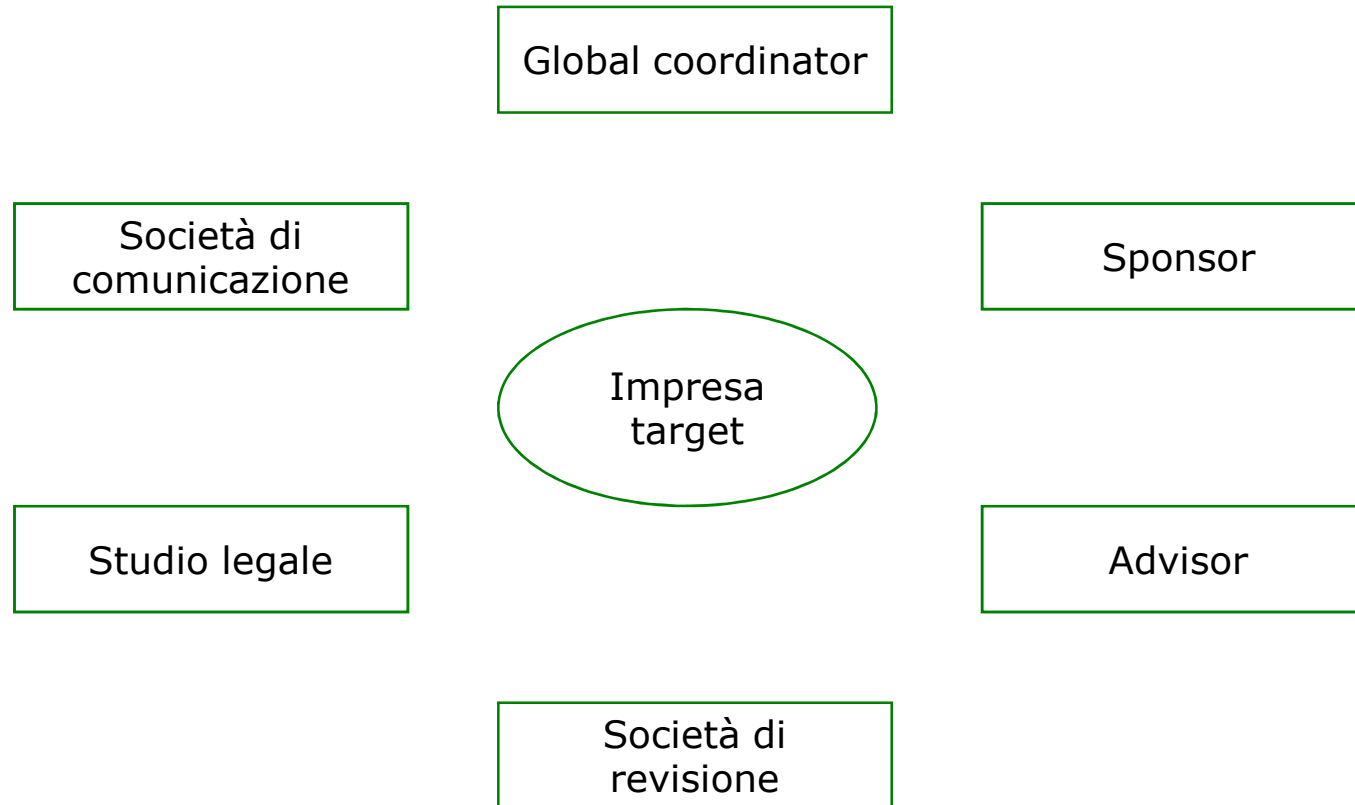 Global coordinator
Società di
comunicazione
Sponsor
Impresa
target
Studio legale
Advisor
Società di
revisione